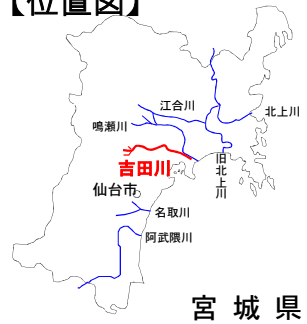 【位置図】
江合川
北上川
鳴瀬川
吉田川
旧北上川
仙台市
名取川
阿武隈川
宮城県